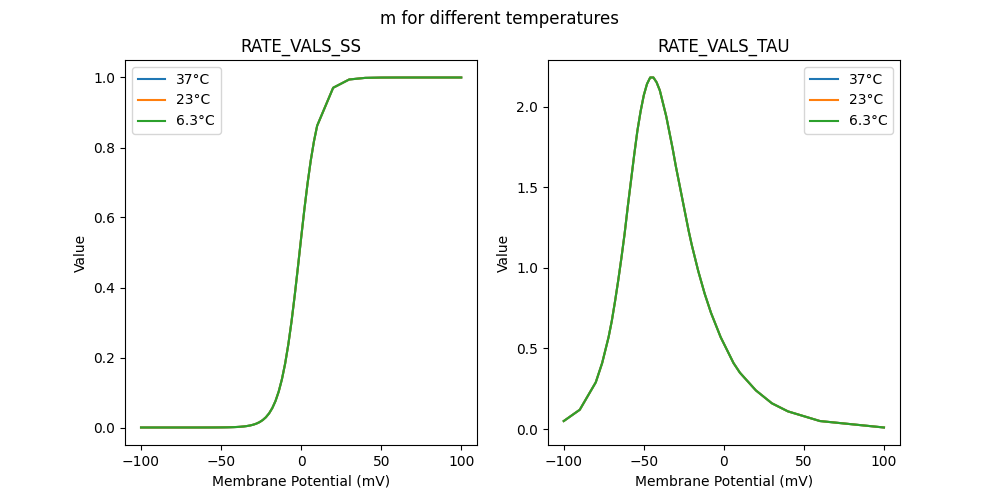 m for different temperatures
RATE_VALS_SS
1.0
0.8
0.6
0.4
0.2
0.0
Value
37°C
23°C
6.3°C
−100
−50
0
50
100
Membrane Potential (mV)
RATE_VALS_TAU
2.0
1.5
1.0
0.5
0.0
Value
37°C
23°C
6.3°C
−100
−50
0
50
100
Membrane Potential (mV)